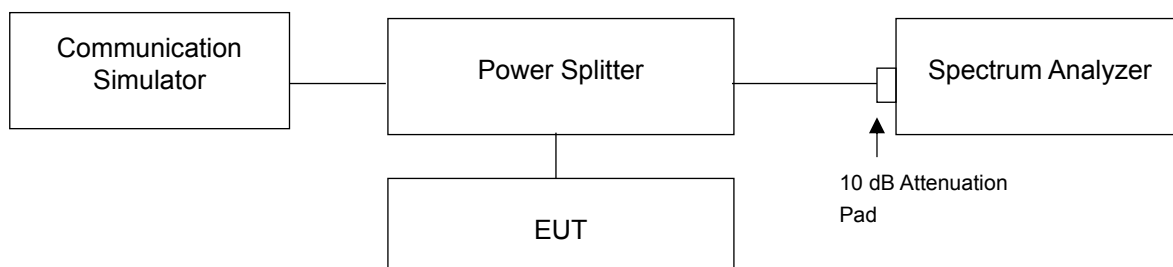 Communication
Simulator
Power Splitter
Spectrum Analyzer
10 dB Attenuation
Pad
EUT